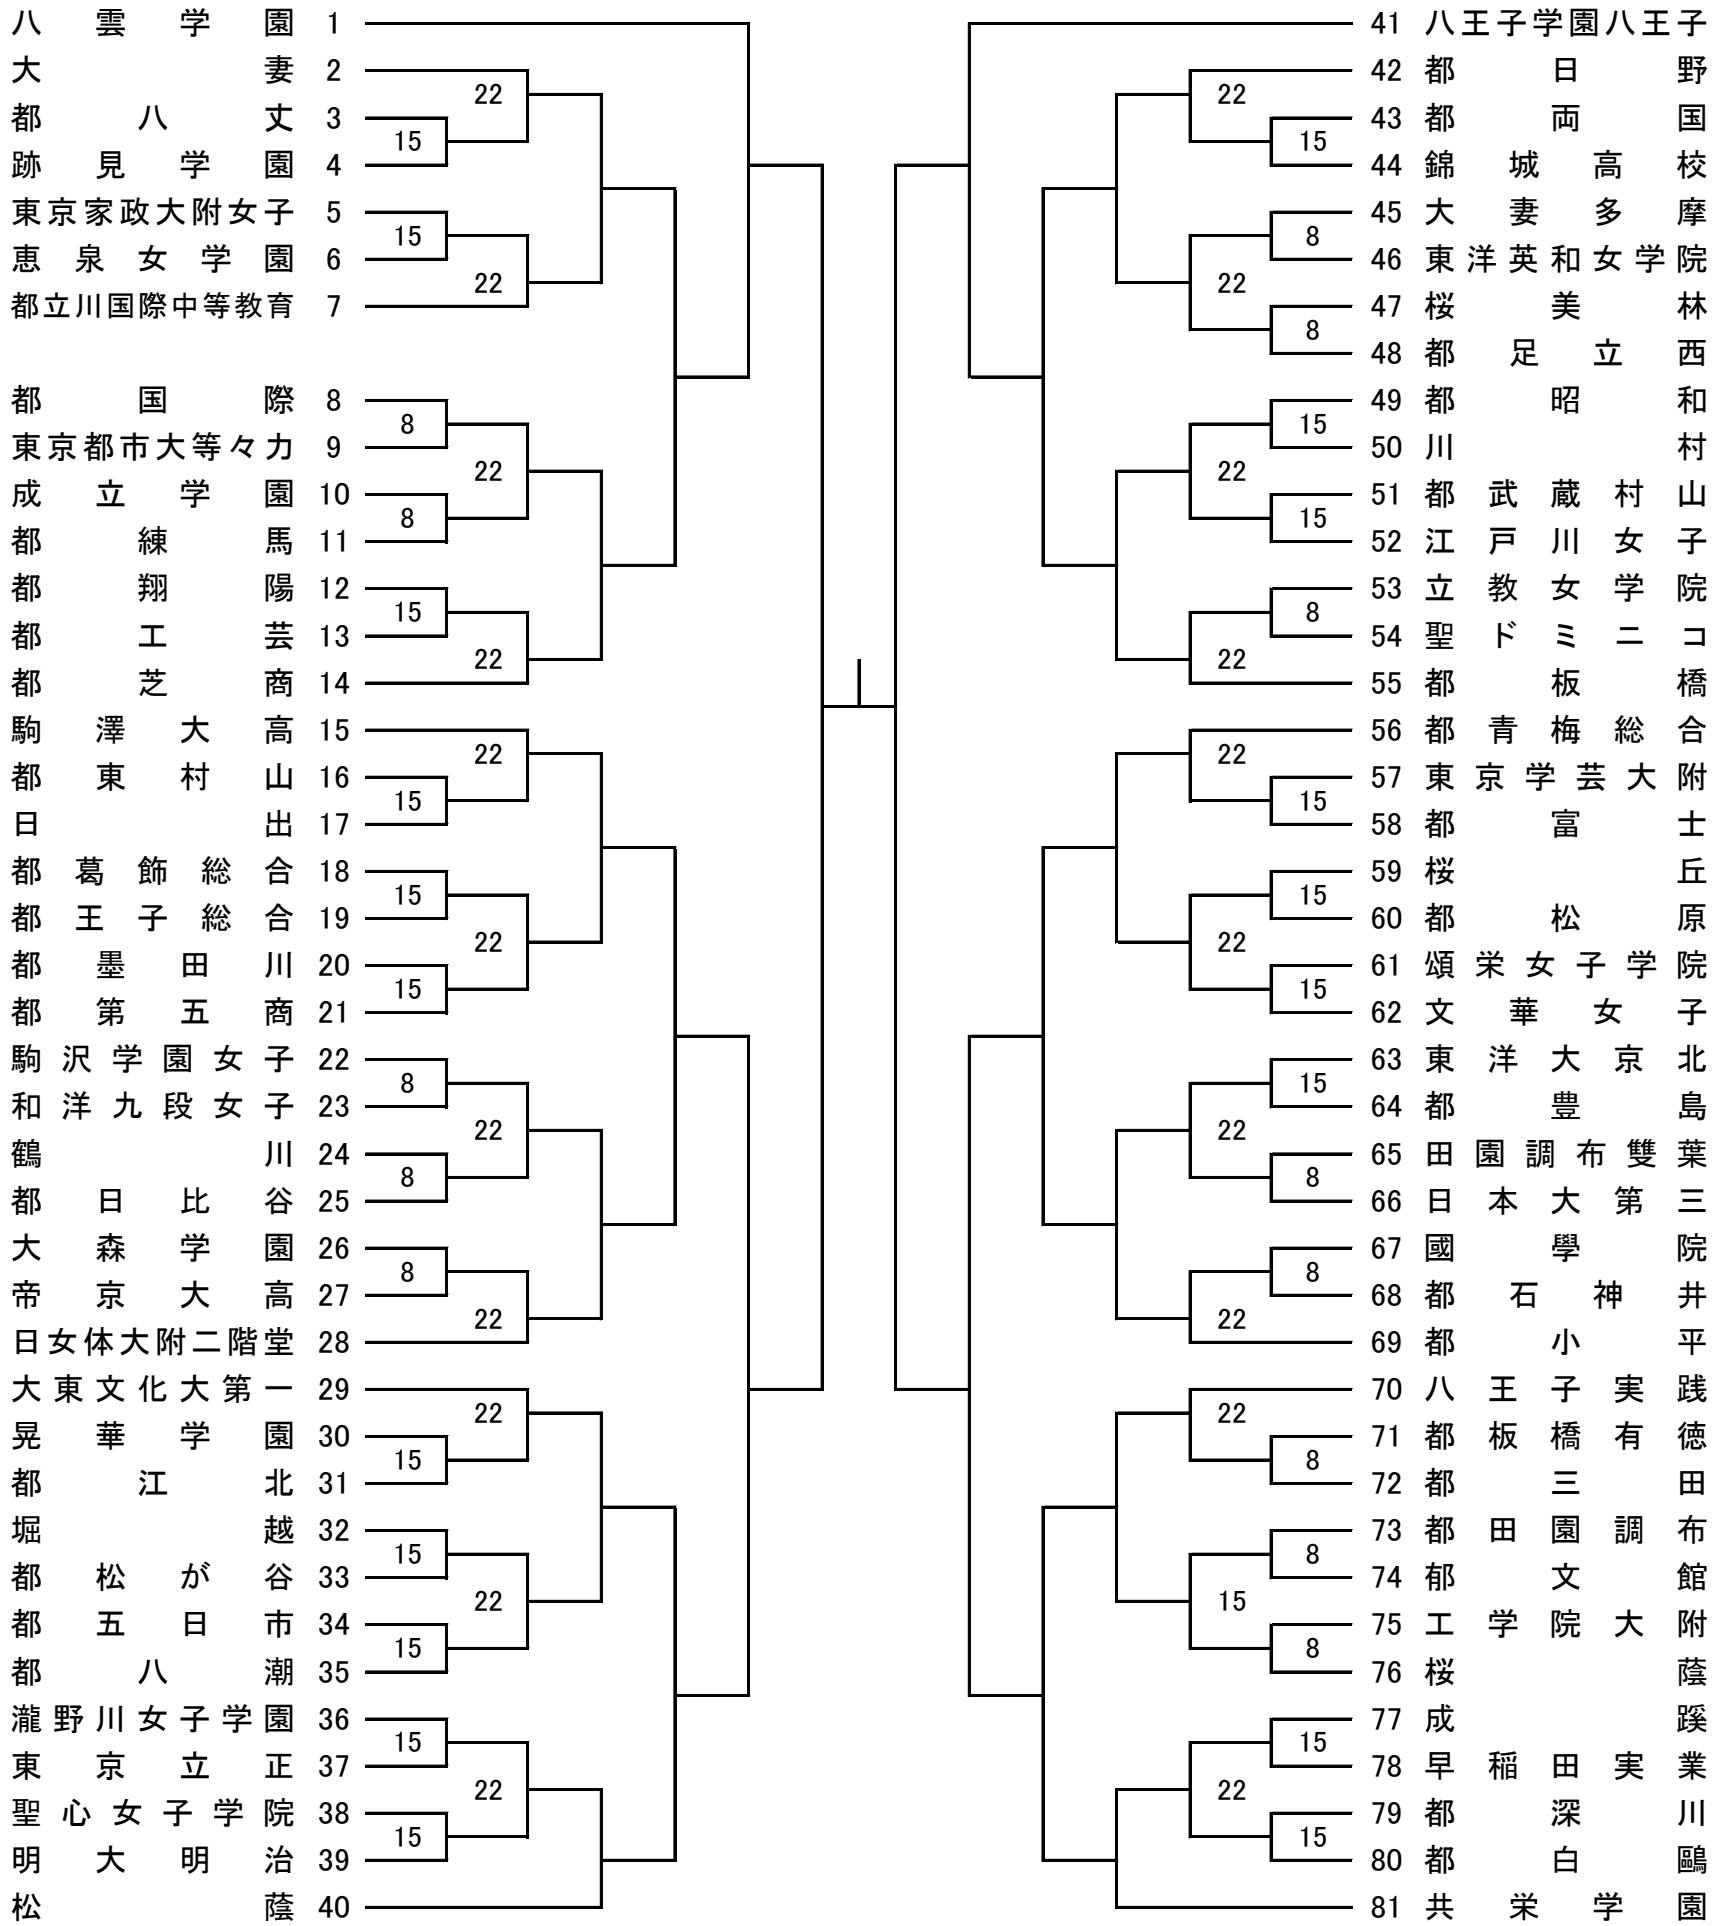 八雲学園 1
大妻 2
22
都八丈 3
15
跡見学園 4
東京家政大附女子 5
15
恵泉女学園 6
22
都立川国際中等教育 7
都国際 8
8
東京都市大等々力 9
22
成立学園 10
8
都練馬 11
都翔陽 12
15
都工芸 13
22
都芝商 14
駒澤大高 15
22
都東村山 16
15
日出 17
都葛飾総合 18
15
都王子総合 19
22
都墨田川 20
15
都第五商 21
駒沢学園女子 22
8
和洋九段女子 23
22
鶴川 24
8
都日比谷 25
大森学園 26
8
帝京大高 27
22
日女体大附二階堂 28
大東文化大第一 29
22
晃華学園 30
15
都江北 31
堀越 32
15
都松が谷 33
22
都五日市 34
15
都八潮 35
瀧野川女子学園 36
15
東京立正 37
22
聖心女子学院 38
15
明大明治 39
松蔭 40
41 八王子学園八王子
42 都日野
22
43 都両国
15
44 錦城高校
45 大妻多摩
8
46 東洋英和女学院
22
47 桜美林
8
48 都足立西
49 都昭和
15
50 川村
22
51 都武蔵村山
15
52 江戸川女子
53 立教女学院
8
54 聖ドミニコ
22
55 都板橋
56 都青梅総合
22
57 東京学芸大附
15
58 都富士
59 桜丘
15
60 都松原
22
61 頌栄女子学院
15
62 文華女子
63 東洋大京北
15
64 都豊島
22
65 田園調布雙葉
8
66 日本大第三
67 國學院
8
68 都石神井
22
69 都小平
70 八王子実践
22
71 都板橋有徳
8
72 都三田
73 都田園調布
8
74 郁文館
15
75 工学院大附
8
76 桜蔭
77 成蹊
15
78 早稲田実業
22
79 都深川
15
80 都白鷗
81 共栄学園